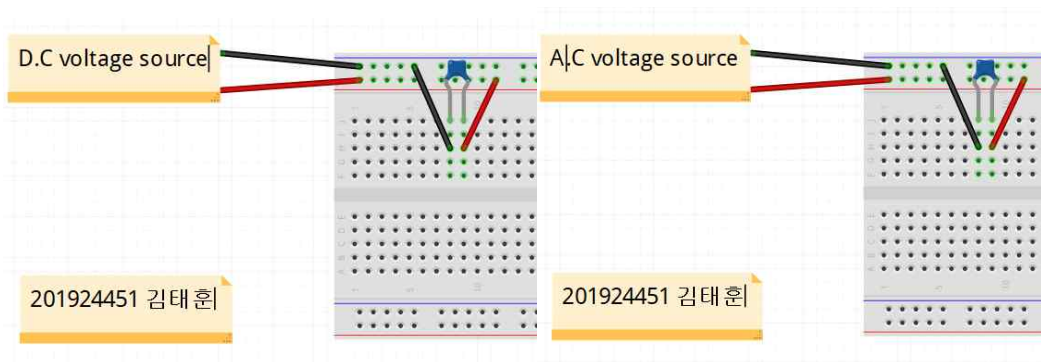 D.C voltage source
A.C voltage source
201924451 김태훈
201924451 김태훈